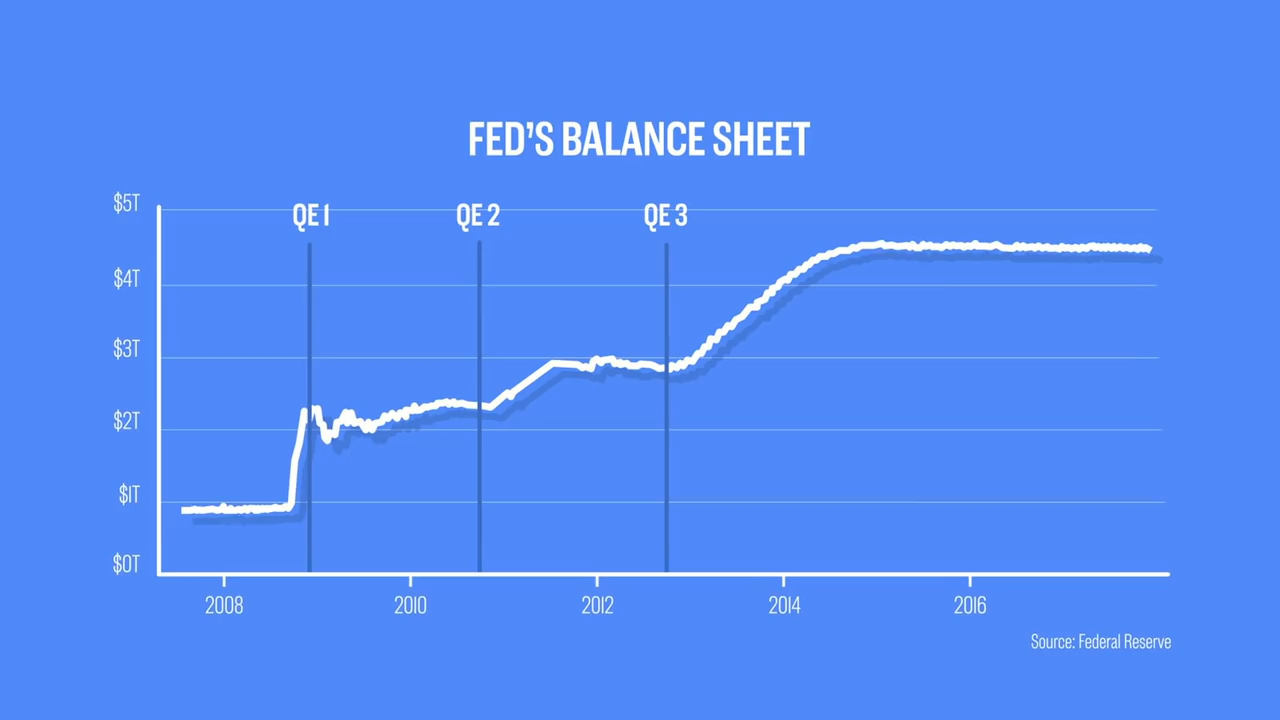 FED'S BALANCE SHEET
$5T
QE 1
QE 2
QE 3
$4T
$3T
$2T
$1T
$0T
2008
2010
2012
2014
2016
Source: Federal Reserve